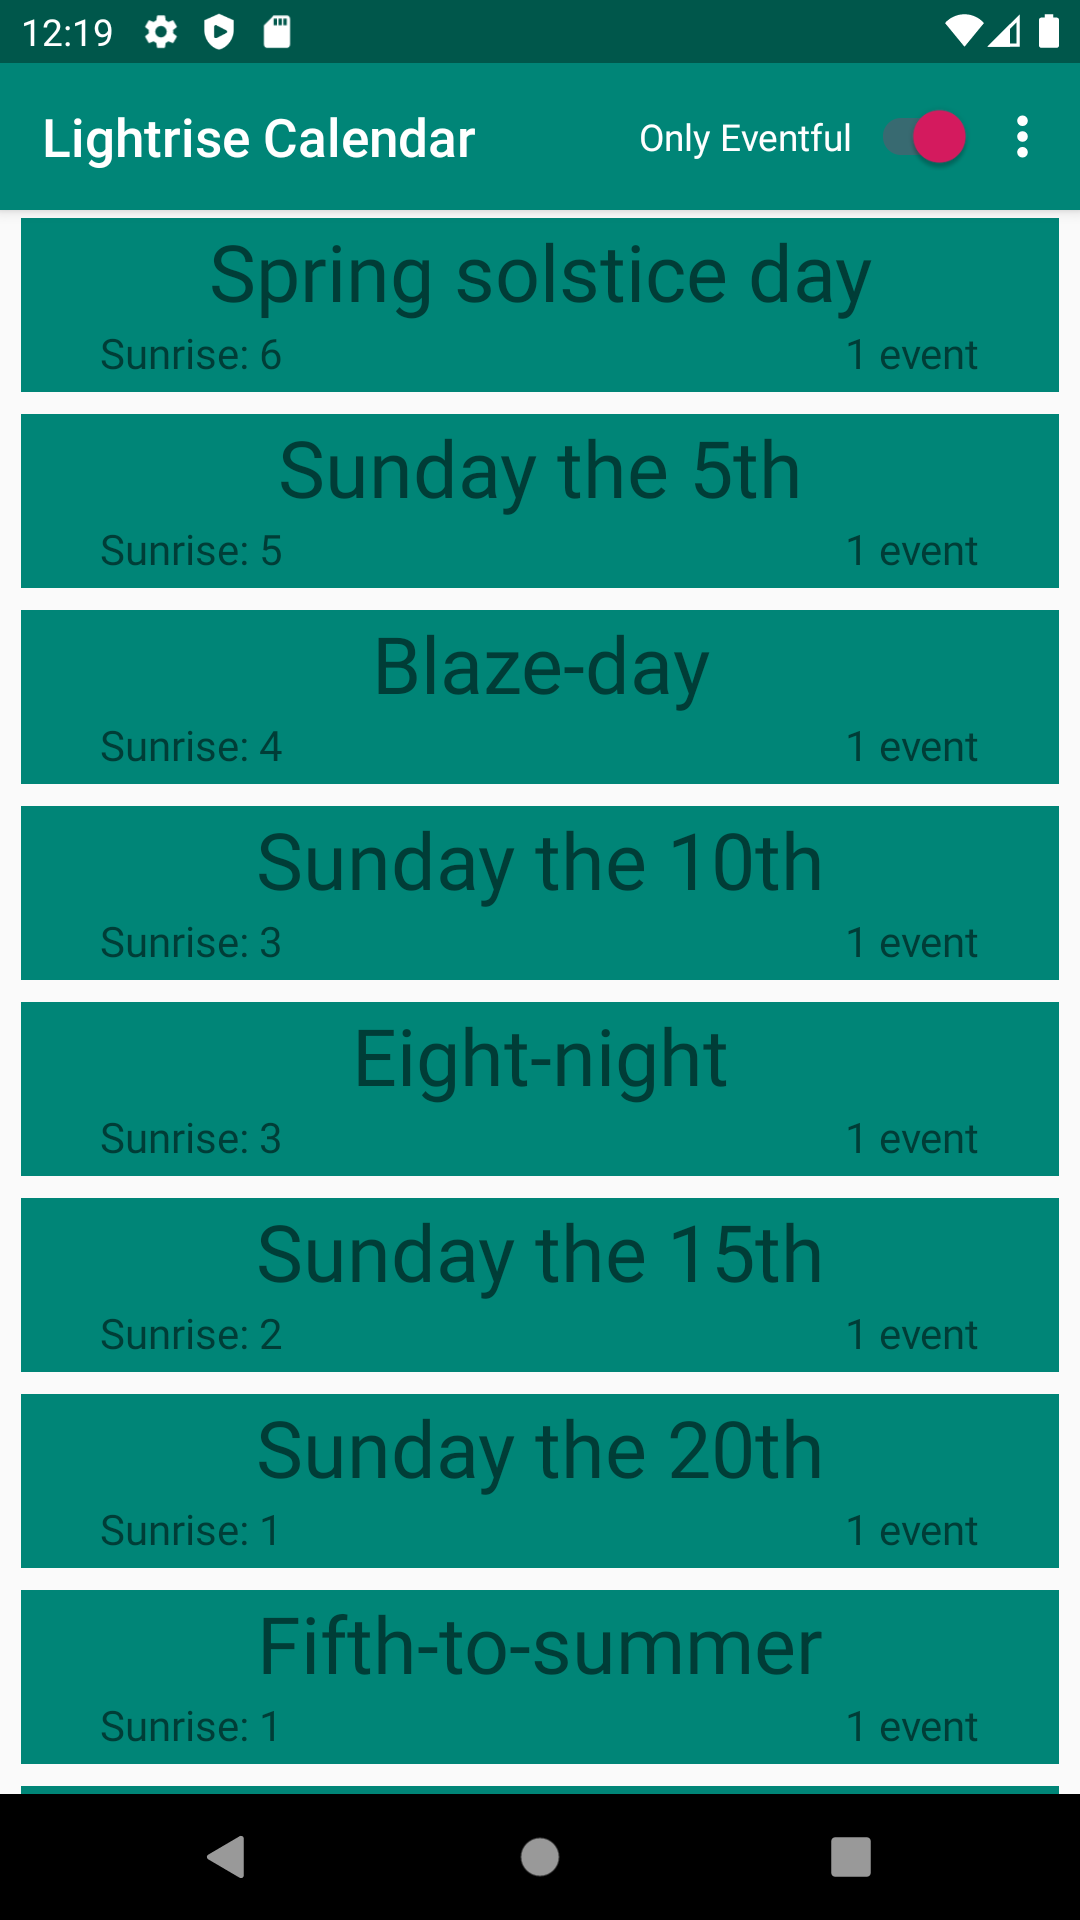 12:19
Lightrise Calendar
Only Eventful
Spring solstice day
Sunrise: 6
1 event
Sunday the 5th
Sunrise: 5
1 event
Blaze-day
Sunrise: 4
1 event
Sunday the 10th
Sunrise: 3
1 event
Eight-night
Sunrise: 3
1 event
Sunday the 15th
Sunrise: 2
1 event
Sunday the 20th
Sunrise: 1
1 event
Fifth-to-summer
Sunrise: 1
1 event